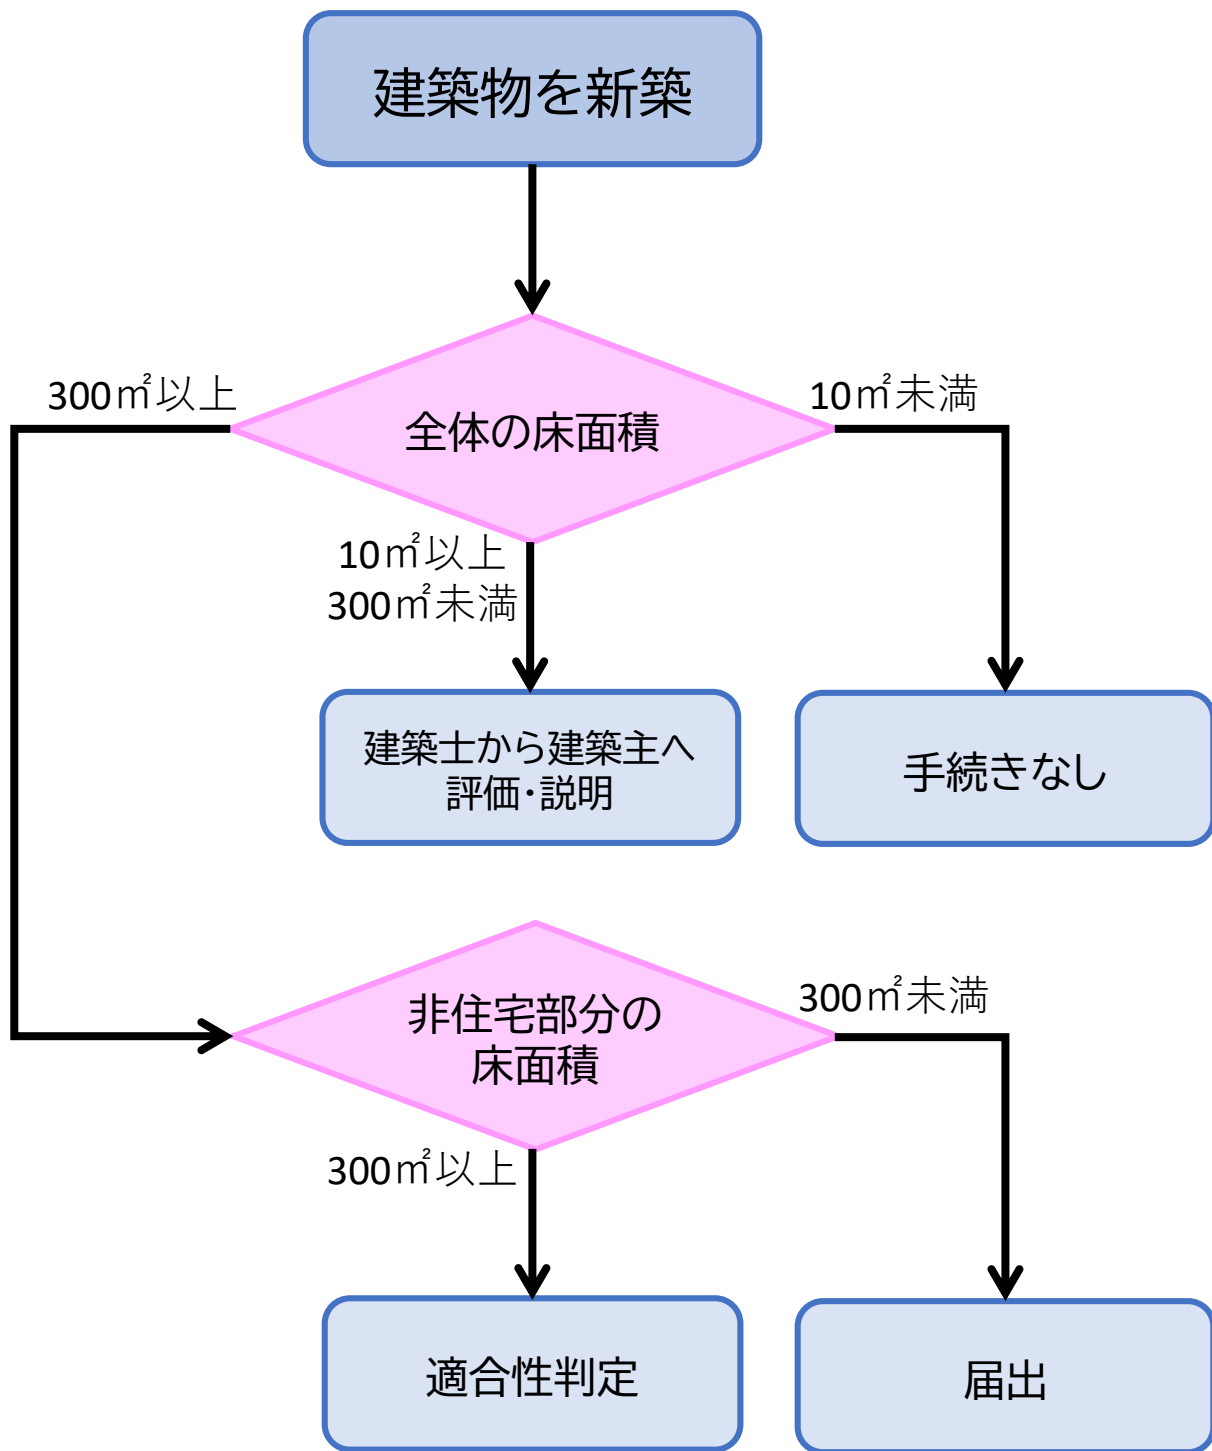 建築物を新築
300㎡以上
10㎡未満
全体の床面積
10㎡以上
300㎡未満
建築士から建築主へ
評価・説明
手続きなし
300㎡未満
非住宅部分の
床面積
300㎡以上
適合性判定
届出